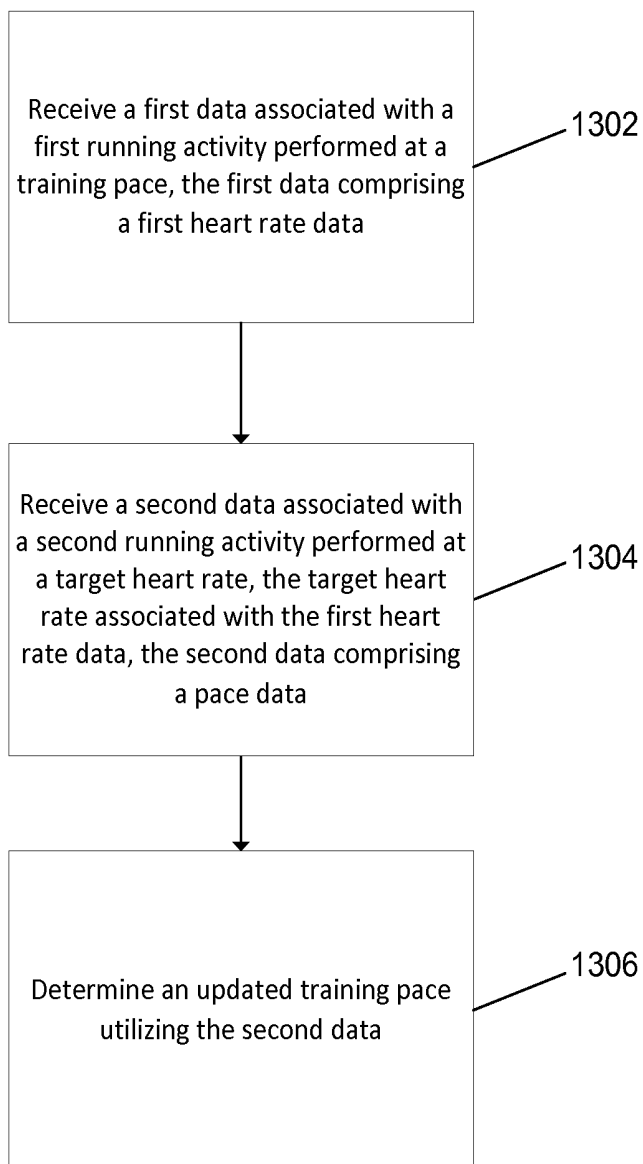 Receive a first data associated with a
first running activity performed at a
training pace, the first data comprising
a first heart rate data
1302
Receive a second data associated with
a second running activity performed at
a target heart rate, the target heart
rate associated with the first heart
rate data, the second data comprising
a pace data
1304
Determine an updated training pace
utilizing the second data
1306